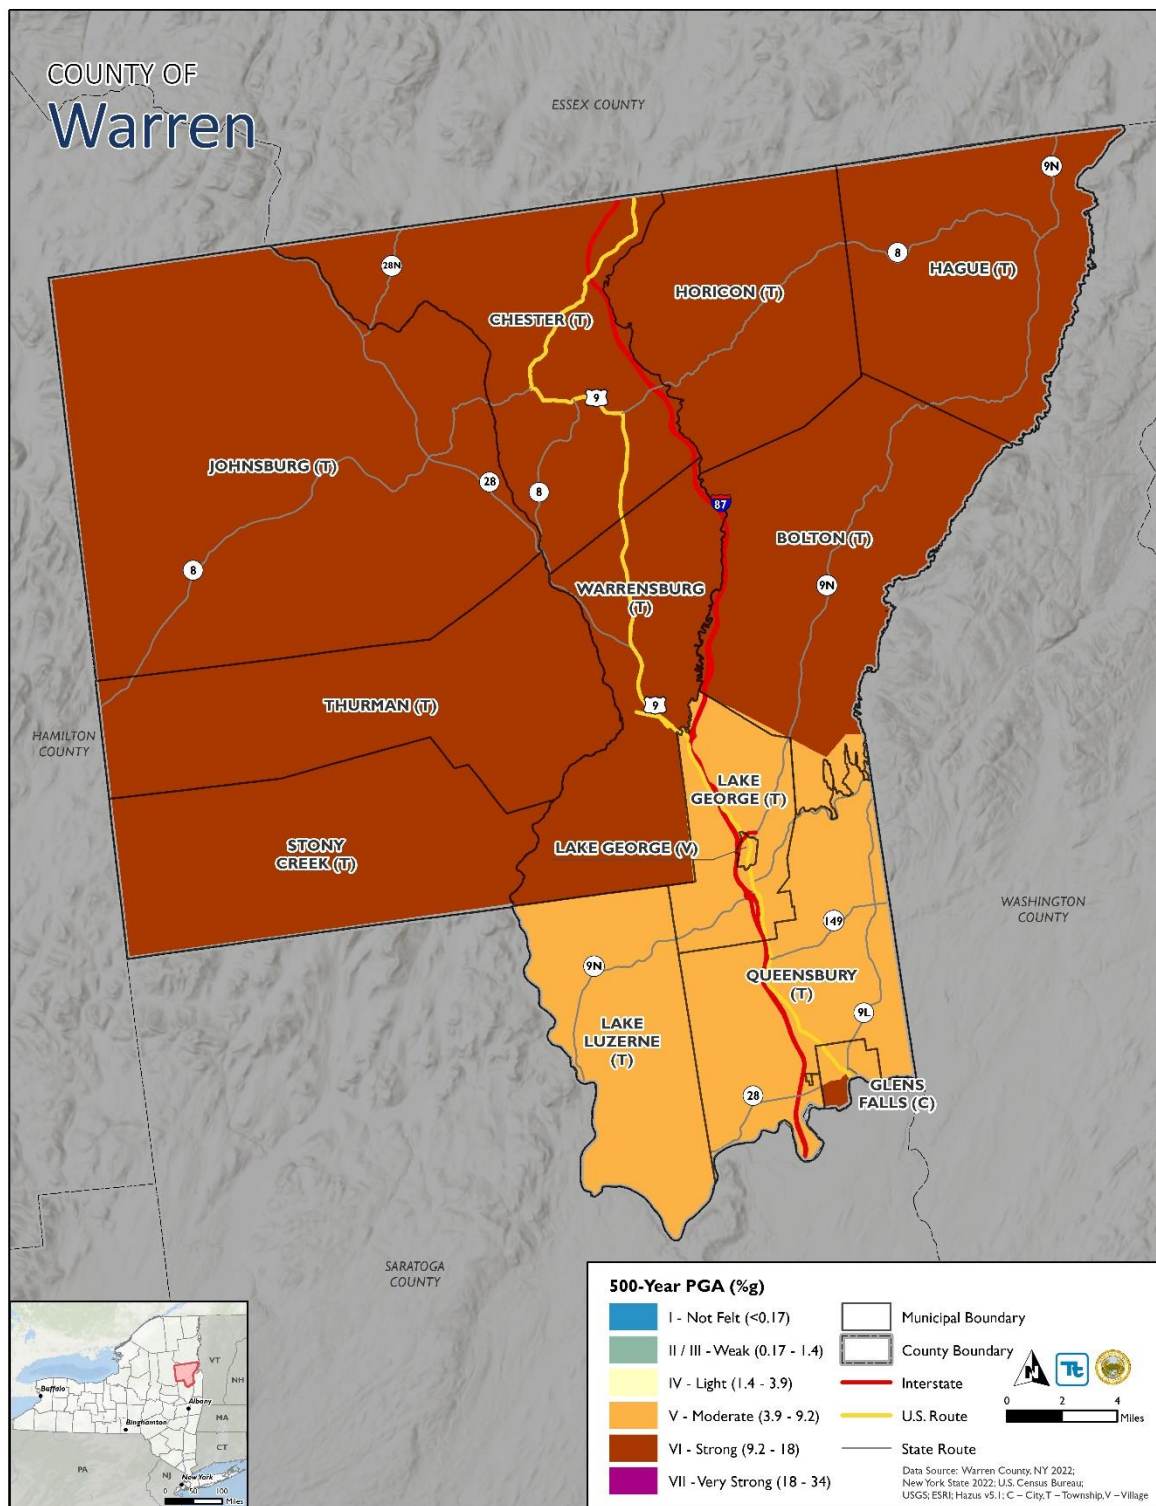 COUNTY OF
Warren
ESSEX COUNTY
9N
8
28N
HAGUE (T)
HORICON (T)
CHESTER (T)
9
JOHNSBURG (T)
28
8
87
BOLTON (T)
8
WARRENSBURG
(T)
9N
THURMAN (T)
9
HAMILTON
COUNTY
LAKE
GEORGE (T)
STONY
CREEK (T)
LAKE GEORGE (V)
WASHINGTON
COUNTY
149
9N
QUEENSBURY
(T)
9L
LAKE
LUZERNE
(T)
28
GLENS
FALLS (C)
SARATOGA
COUNTY
500-Year PGA (%g)
I - Not Felt (<0.17)
II / III - Weak (0.17 - 1.4)
IV - Light (1.4 - 3.9)
V - Moderate (3.9 - 9.2)
VI - Strong (9.2 - 18)
VII - Very Strong (18 - 34)
Municipal Boundary
County Boundary
Interstate
U.S. Route
State Route
N
Tt
0 2 4
Miles
Data Source: Warren County, NY 2022;
New York State 2022; U.S. Census Bureau;
USGS; ESRI; Hazus v5.1; C – City, T – Township, V – Village
VT
NH
Buffalo
Albany
MA
Binghamton
CT
PA
NJ
New York
0 50 100
Miles